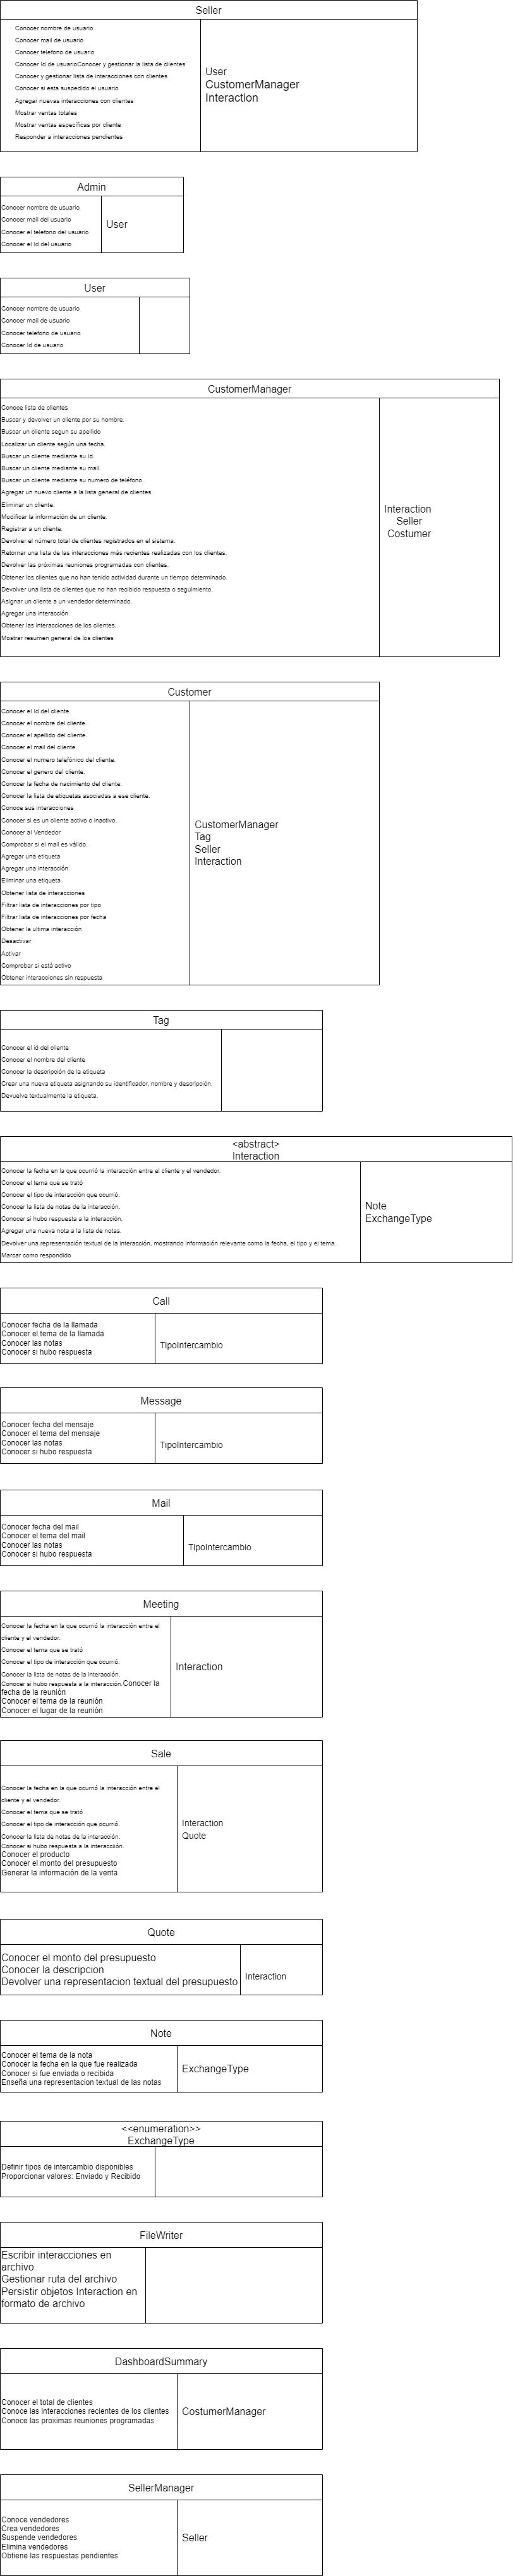 Seller
Conocer nombre de usuario
Conocer mail de usuario
Conocer telefono de usuario
Conocer Id de usuarioConocer y gestionar la lista de clientes
Conocer y gestionar lista de interacciones con clientes
Conocer si esta suspedido el usuario
Agregar nuevas interacciones con clientes
Mostrar ventas totales
Mostrar ventas específicas por cliente
Responder a interacciones pendientes
User
CustomerManager
Interaction
Admin
Conocer nombre de usuario
Conocer mail del usuario
Conocer el telefono del usuario
Conocer el Id del usuario
User
User
Conocer nombre de usuario
Conocer mail de usuario
Conocer telefono de usuario
Conocer Id de usuario
CustomerManager
Conoce lista de clientes
Buscar y devolver un cliente por su nombre.
Buscar un cliente segun su apellido
Localizar un cliente según una fecha.
Buscar un cliente mediante su Id.
Buscar un cliente mediante su mail.
Buscar un cliente mediante su numero de teléfono.
Agregar un nuevo cliente a la lista general de clientes.
Eliminar un cliente.
Modificar la información de un cliente.
Registrar a un cliente.
Devolver el número total de clientes registrados en el sistema.
Retornar una lista de las interacciones más recientes realizadas con los clientes.
Devolver las próximas reuniones programadas con clientes.
Obtener los clientes que no han tenido actividad durante un tiempo determinado.
Devolver una lista de clientes que no han recibido respuesta o seguimiento.
Asignar un cliente a un vendedor determinado.
Agregar una interacción
Obtener las interacciones de los clientes.
Mostrar resumen general de los clientes
Interaction
Seller
Costumer
Customer
Conocer el Id del cliente.
Conocer el nombre del cliente.
Conocer el apellido del cliente.
Conocer el mail del cliente.
Conocer el numero telefónico del cliente.
Conocer el genero del cliente.
Conocer la fecha de nacimiento del cliente.
Conocer la lista de etiquetas asociadas a ese cliente.
Conoce sus interacciones
Conocer si es un cliente activo o inactivo.
Conocer al Vendedor
Comprobar si el mail es válido.
Agregar una etiqueta
Agregar una interacción
Eliminar una etiqueta
Obtener lista de interacciones
Filtrar lista de interacciones por tipo
Filtrar lista de interacciones por fecha
Obtener la ultima interacción
Desactivar
Activar
Comprobar si está activo
Obtener interacciones sin respuesta
CustomerManager
Tag
Seller
Interaction
Tag
Conocer el id del cliente
Conocer el nombre del cliente
Conocer la descripción de la etiqueta
Crear una nueva etiqueta asignando su identificador, nombre y descripción.
Devuelve textualmente la etiqueta.
<abstract>
Interaction
Conocer la fecha en la que ocurrió la interacción entre el cliente y el vendedor.
Conocer el tema que se trató
Conocer el tipo de interacción que ocurrió.
Conocer la lista de notas de la interacción.
Conocer si hubo respuesta a la interacción.
Agregar una nueva nota a la lista de notas.
Devolver una representación textual de la interacción, mostrando información relevante como la fecha, el tipo y el tema.
Marcar como respondido
Note
ExchangeType
Call
Conocer fecha de la llamada
Conocer el tema de la llamada
Conocer las notas
Conocer si hubo respuesta
TipoIntercambio
Message
Conocer fecha del mensaje
Conocer el tema del mensaje
Conocer las notas
Conocer si hubo respuesta
TipoIntercambio
Mail
Conocer fecha del mail
Conocer el tema del mail
Conocer las notas
Conocer si hubo respuesta
TipoIntercambio
Meeting
Conocer la fecha en la que ocurrió la interacción entre el
cliente y el vendedor.
Conocer el tema que se trató
Conocer el tipo de interacción que ocurrió.
Conocer la lista de notas de la interacción.
Conocer si hubo respuesta a la interacción.Conocer la
fecha de la reunión
Conocer el tema de la reunión
Conocer el lugar de la reunión
Interaction
Sale
Conocer la fecha en la que ocurrió la interacción entre el
cliente y el vendedor.
Conocer el tema que se trató
Conocer el tipo de interacción que ocurrió.
Conocer la lista de notas de la interacción.
Conocer si hubo respuesta a la interacciión.
Conocer el producto
Conocer el monto del presupuesto
Generar la información de la venta
Interaction
Quote
Quote
Conocer el monto del presupuesto
Conocer la descripcion
Devolver una representacion textual del presupuesto
Interaction
Note
Conocer el tema de la nota
Conocer la fecha en la que fue realizada
Conocer si fue enviada o recibida
Enseña una representacion textual de las notas
ExchangeType
<<enumeration>>
ExchangeType
Definir tipos de intercambio disponibles
Proporcionar valores: Enviado y Recibido
FileWriter
Escribir interacciones en
archivo
Gestionar ruta del archivo
Persistir objetos Interaction en
formato de archivo
DashboardSummary
Conocer el total de clientes
Conoce las interacciones recientes de los clientes
Conoce las proximas reuniones programadas
CostumerManager
SellerManager
Conoce vendedores
Crea vendedores
Suspende vendedores
Elimina vendedores
Obtiene las respuestas pendientes
Seller